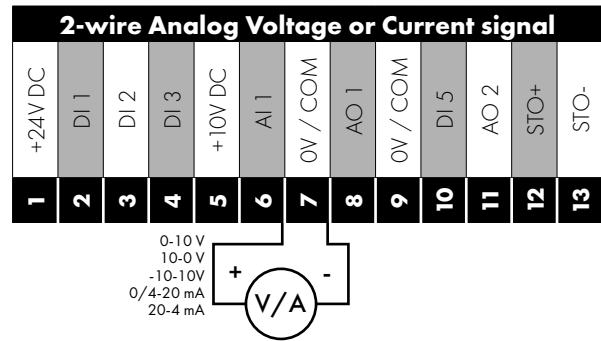 2-wire Analog Voltage or Current signal
+24V DC
DI 1
DI 2
DI 3
+10V DC
AI 1
0V / COM
AO 1
0V / COM
DI 5
AO 2
STO+
STO-
1 2 3 4 5 6 7 8 9 10 11 12 13
0-10 V
10-0 V
-10-10V
0/4-20 mA
20-4 mA
+ -
V/A